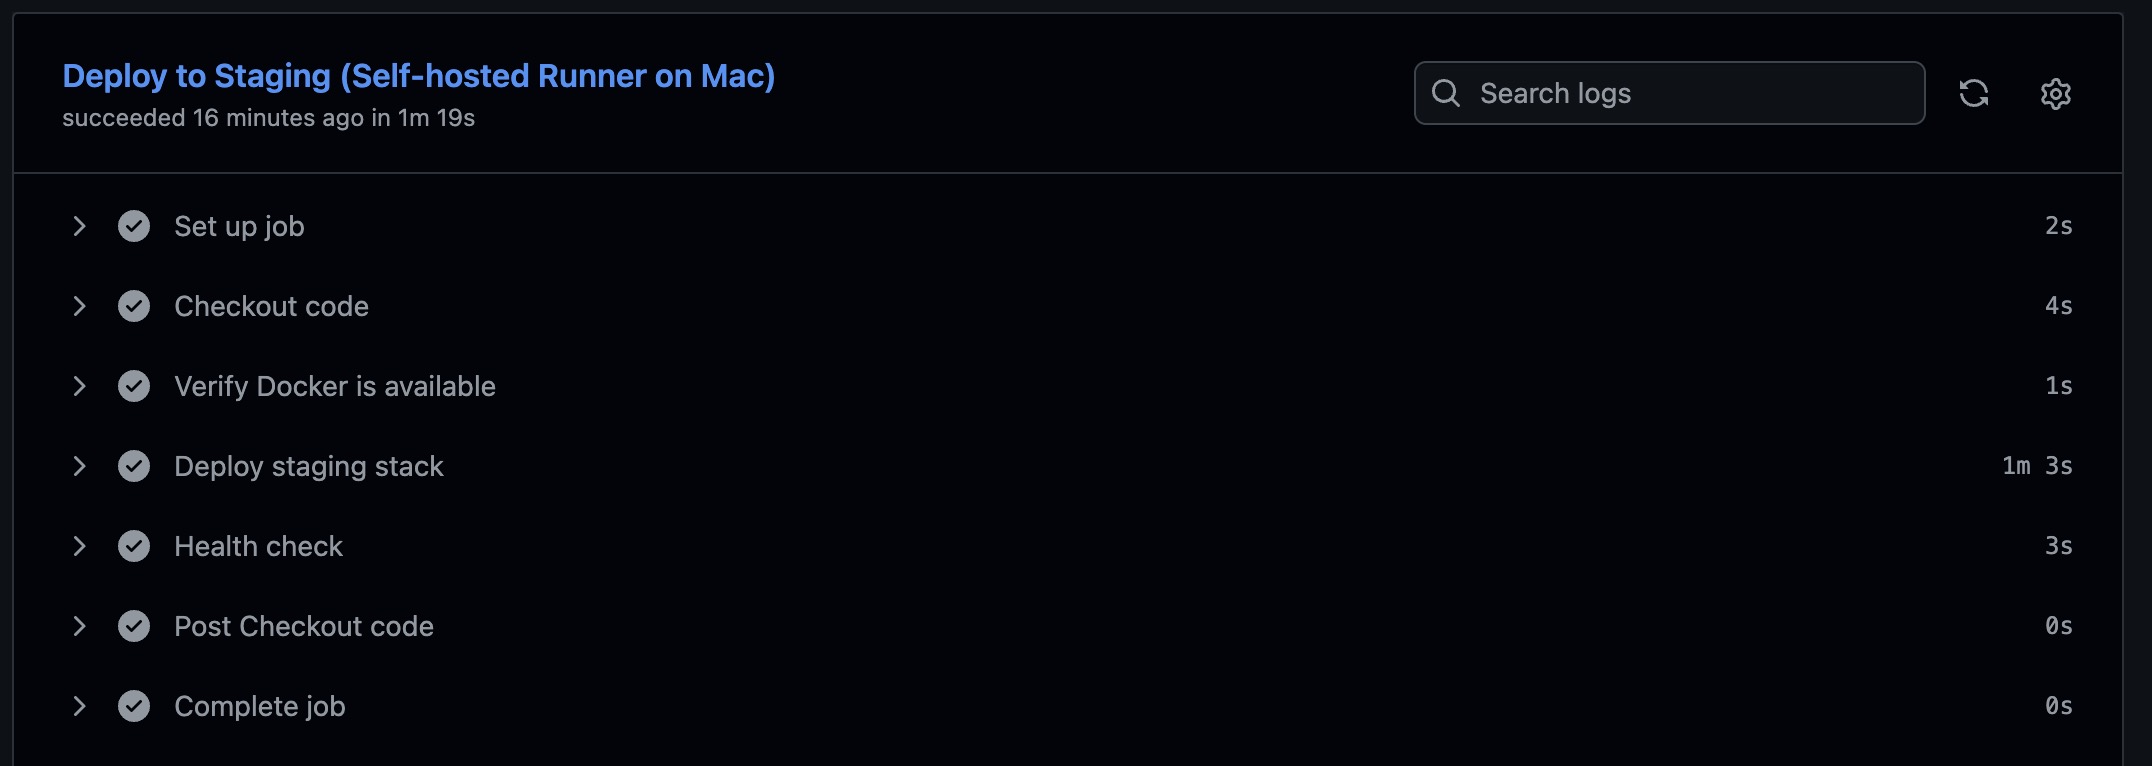 Deploy to Staging (Self-hosted Runner on Mac)
succeeded 16 minutes ago in 1m 19s
Search logs
Set up job 2s
Checkout code 4s
Verify Docker is available 1s
Deploy staging stack 1m 3s
Health check 3s
Post Checkout code 0s
Complete job 0s